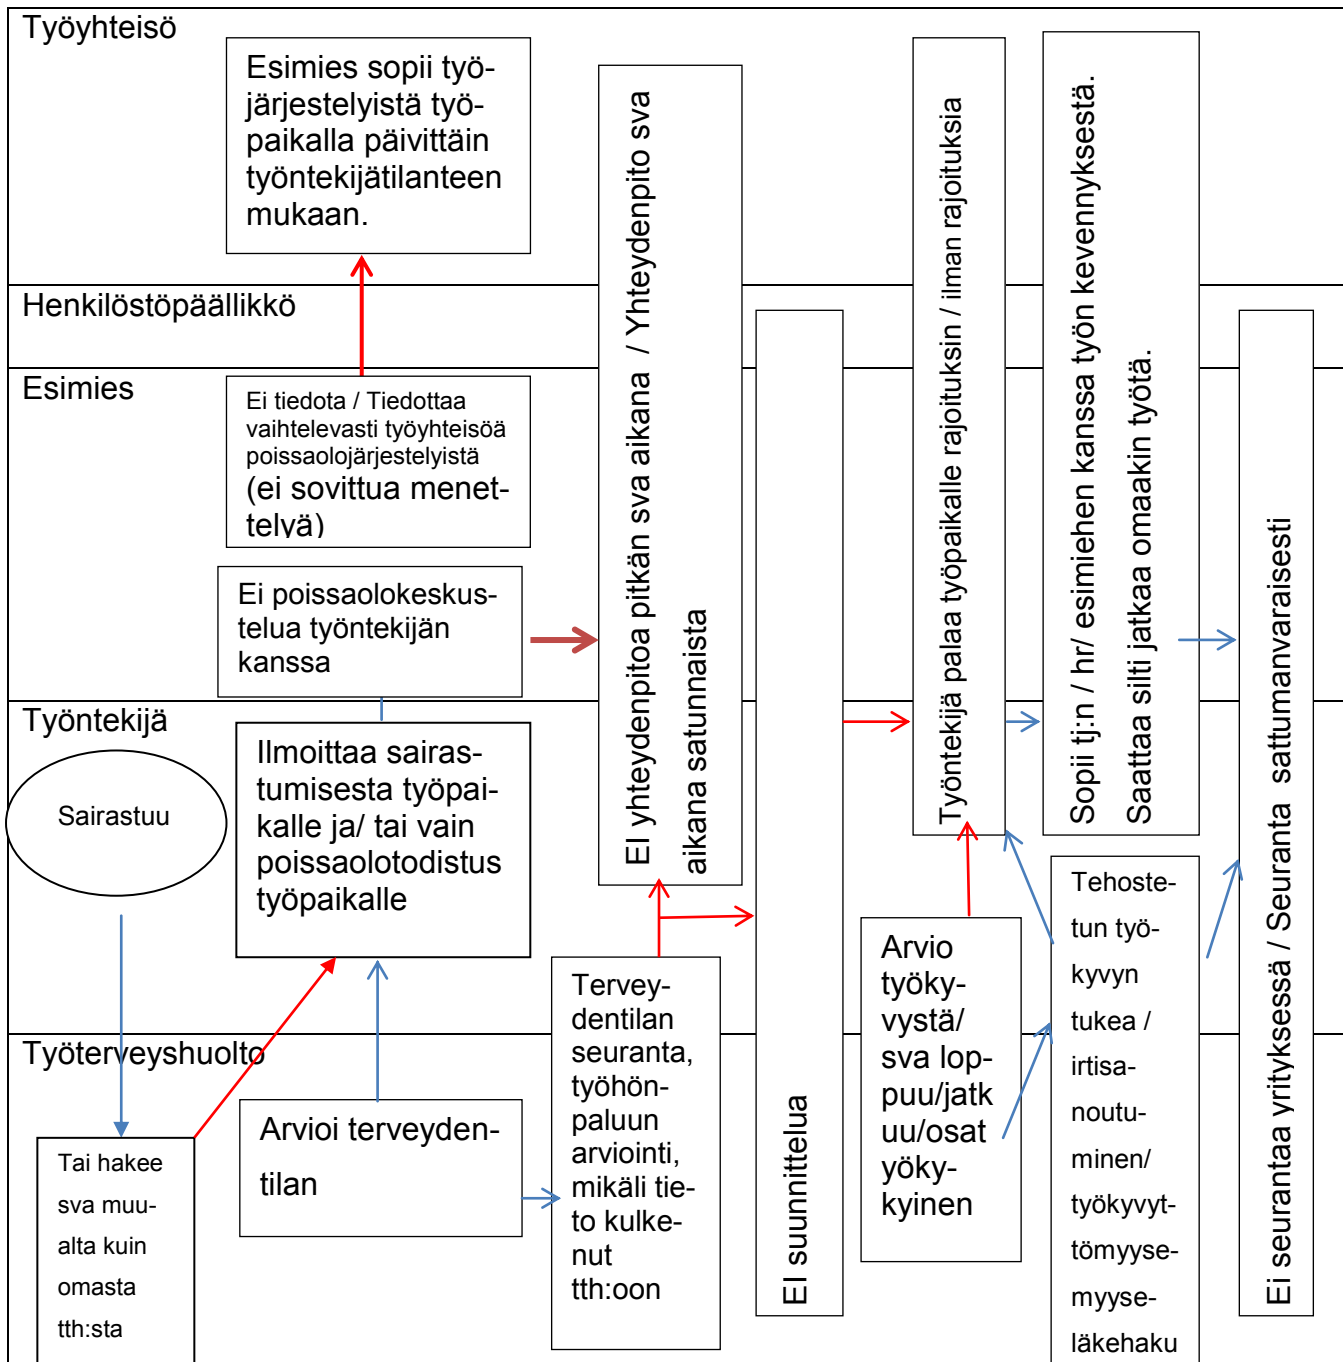 Työyhteisö
Esimies sopii työ-
järjestelyistä työ-
paikalla päivittäin
työntekijätilanteen
mukaan.
Henkilöstöpäällikkö
Esimies
Ei tiedota / Tiedottaa
vaihtelevasti työyhteisöä
poissaolojärjestelyistä
(ei sovittua menet-
telyä)
Ei poissaolokeskus-
telua työntekijän
kanssa
EI yhteydenpitoa pitkän sva aikana / Yhteydenpito sva
aikana satunnaista
Työntekijä palaa työpaikalle rajoituksin / ilman rajoituksia
Sopii tj:n / hr/ esimiehen kanssa työn kevennyksestä.
Saattaa silti jatkaa omaakin työtä.
Ei seurantaa yrityksessä / Seuranta sattumanvaraisesti
EI suunnittelua
Työntekijä
Sairastuu
Ilmoittaa sairas-
tumisesta työpai-
kalle ja/ tai vain
poissaolotodistus
työpaikalle
Työterveyshuolto
Tai hakee
sva muu-
alta kuin
omasta
tth:sta
Arvioi terveyden-
tilan
Tervey-
dentilan
seuranta,
työhön-
paluun
arviointi,
mikäli tie-
to kulke-
nut
tth:oon
Arvio
työky-
vystä/
sva lop-
puu/jatk
uu/osat
yöky-
kyinen
Tehoste-
tun työ-
kyvyn
tukea /
irtisa-
noutu-
minen/
työkyvyt-
tömyyse-
myyse-
läkehaku